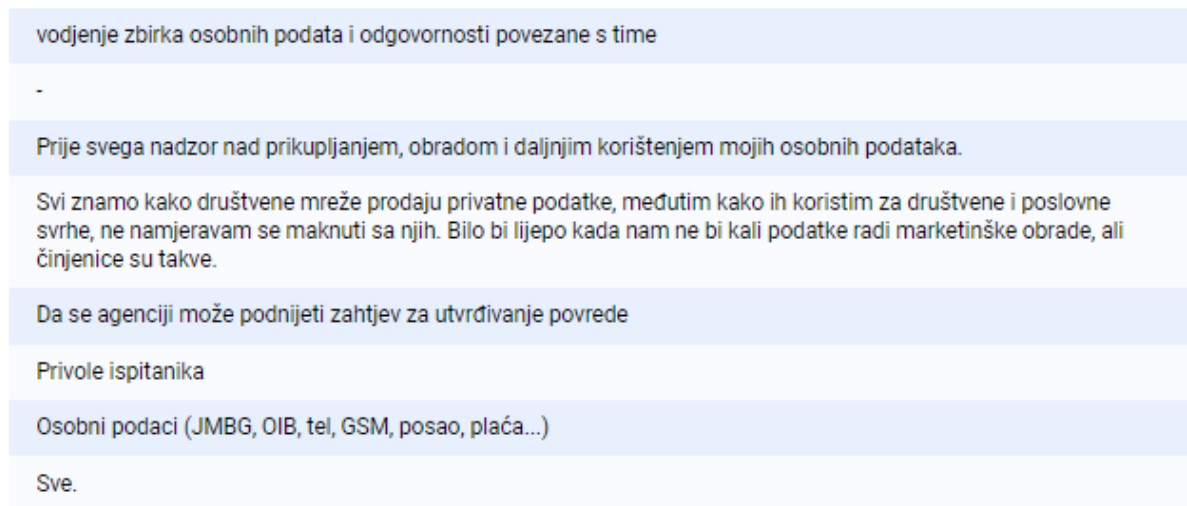 vodjenje zbirka osobnih podata i odgovornosti povezane s time
-
Prije svega nadzor nad prikupljanjem, obradom i daljnjim korištenjem mojih osobnih podataka.
Svi znamo kako društvene mreže prodaju privatne podatke, međutim kako ih koristim za društvene i poslovne
svrhe, ne namjeravam se maknuti sa njih. Bilo bi lijepo kada nam ne bi kali podatke radi marketinške obrade, ali
činjenice su takve.
Da se agenciji može podnijeti zahtjev za utvrđivanje povrede
Privole ispitanika
Osobni podaci (JMBG, OIB, tel, GSM, posao, plaća...)
Sve.